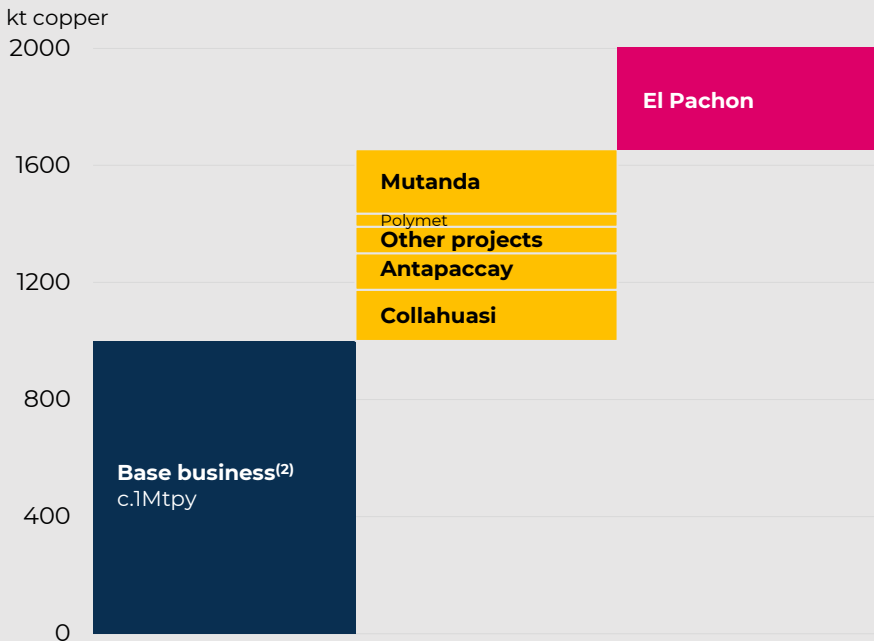 kt copper
2000
El Pachon
1600
Mutanda
Polymet
Other projects
Antapaccay
1200
Collahuasi
800
Base business(2)
c.1Mtpy
400
0